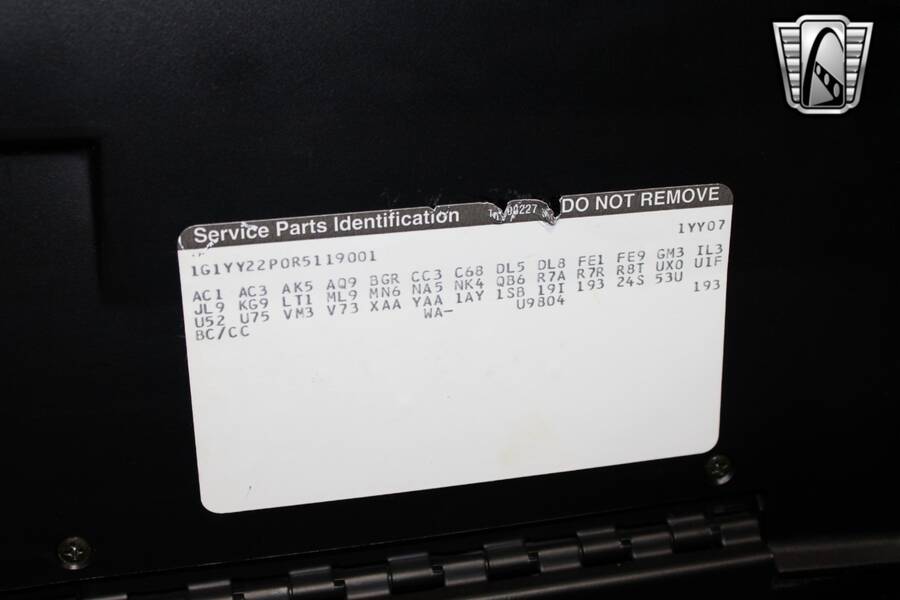 Service Parts Identification DO NOT REMOVE
1YY07
1G1YY22P0R5119001
AC1 AC3 AK5 AQ9 BGR CC3 C68 DL5 DL8 FE1 FE9 GM3 IL3
JL9 KG9 LT1 ML9 MN6 NA5 NK4 QB6 R7A R7R R8T UX0 U1F
U52 U75 VM3 V73 XAA YAA 1AY 1SB 19I 193 24S 53U 193
BC/CC WA- U9804